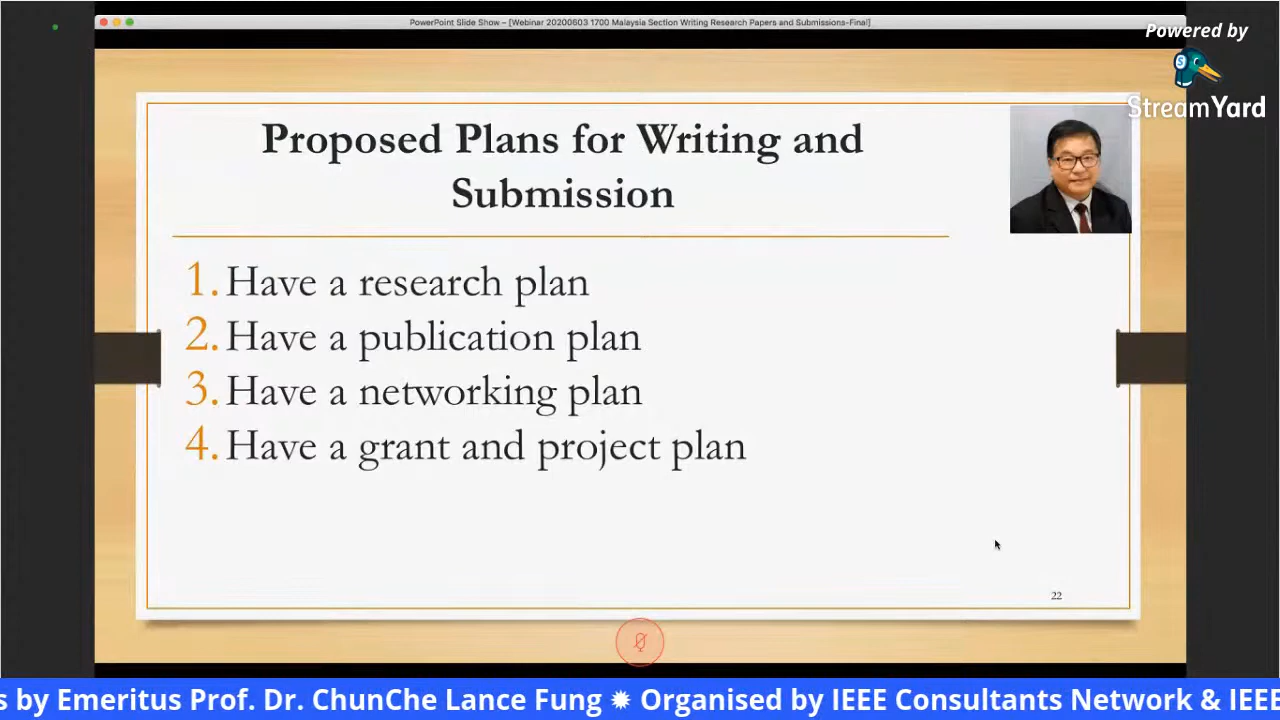 PowerPoint Slide Show – [Webinar 20200603 1700 Malaysia Section Writing Research Papers and Submissions-Final]
Powered by
S
StreamYard
Proposed Plans for Writing and
Submission
1. Have a research plan
2. Have a publication plan
3. Have a networking plan
4. Have a grant and project plan
22
s by Emeritus Prof. Dr. ChunChe Lance Fung ✹ Organised by IEEE Consultants Network & IEEE